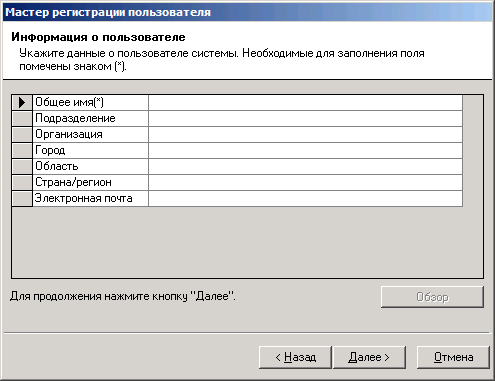 Мастер регистрации пользователя
Информация о пользователе
Укажите данные о пользователе системы. Необходимые для заполнения поля
помечены знаком (*).
Общее имя(*)
Подразделение
Организация
Город
Область
Страна/регион
Электронная почта
Для продолжения нажмите кнопку "Далее".
Обзор
< Назад
Далее >
Отмена